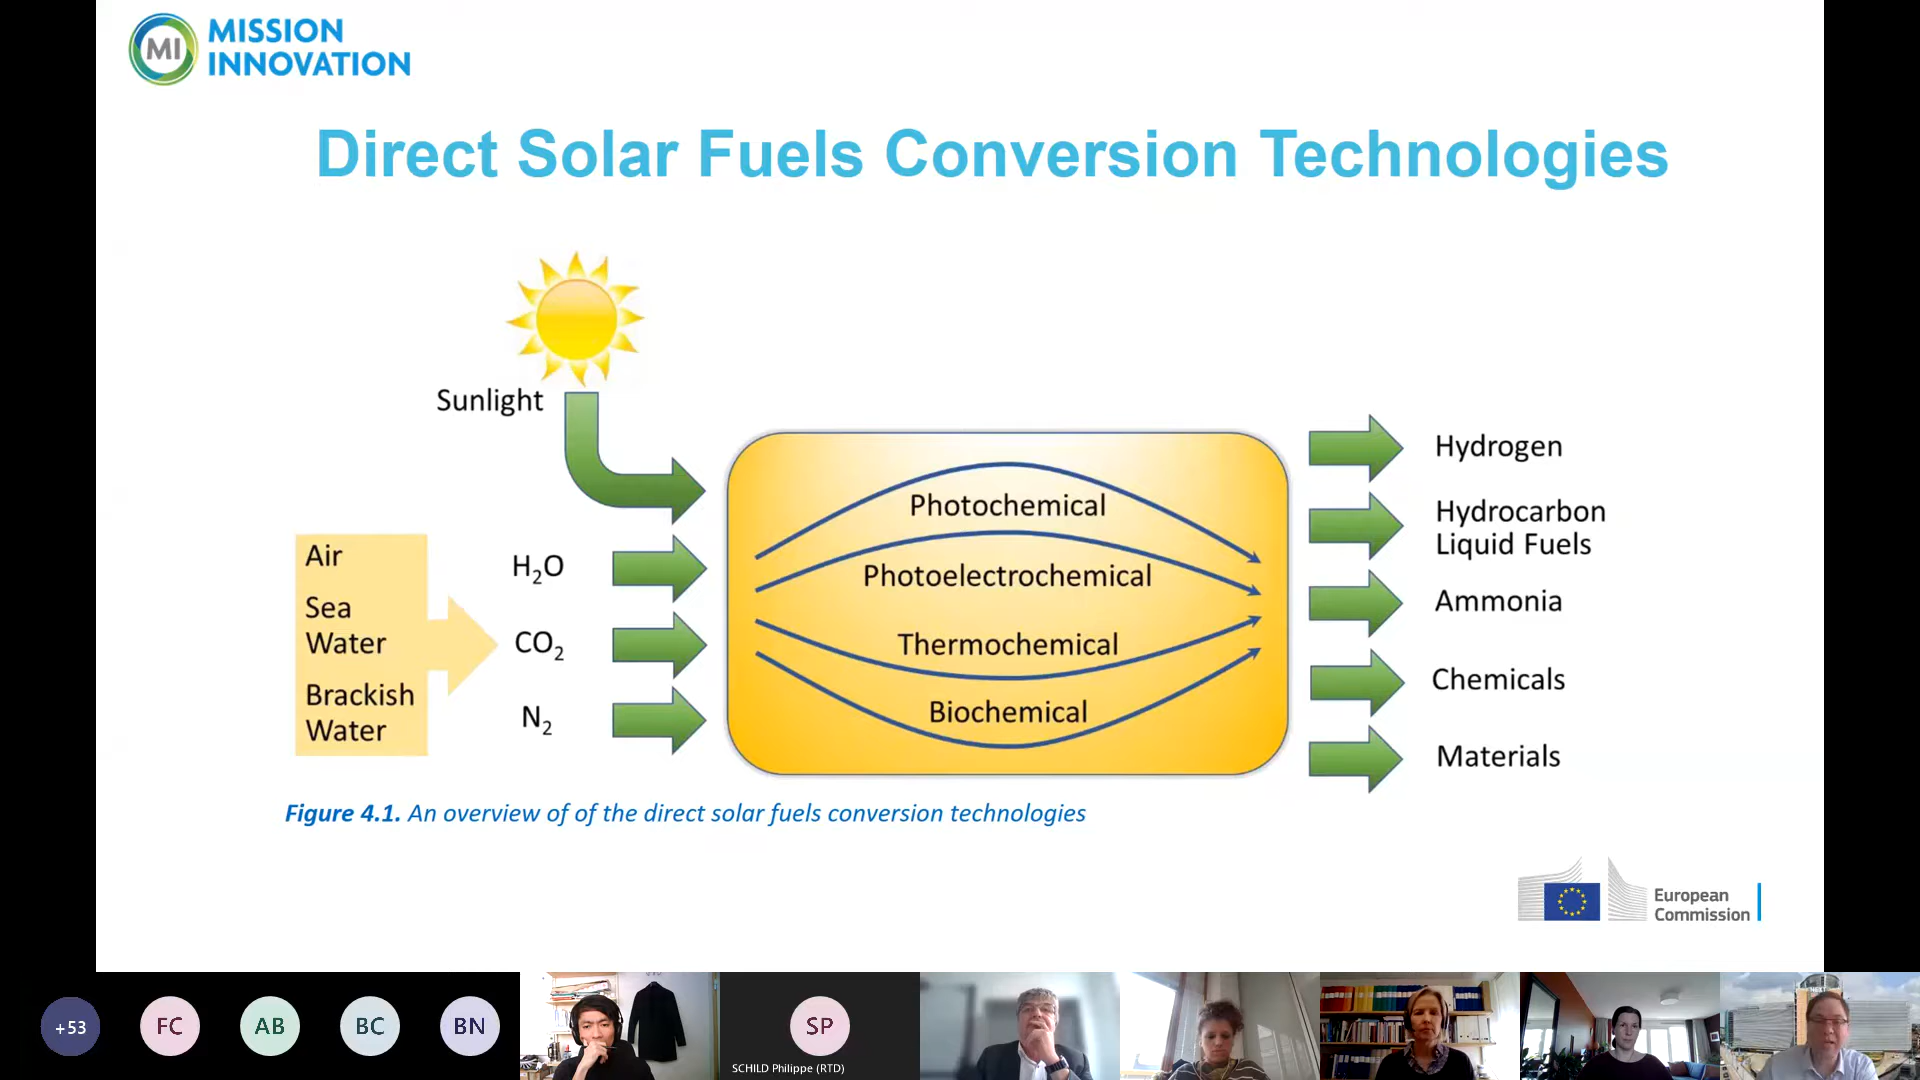 MI
MISSION
INNOVATION
Direct Solar Fuels Conversion Technologies
Sunlight
Air
Sea
Water
Brackish
Water
H₂O
CO₂
N₂
Photochemical
Photoelectrochemical
Thermochemical
Biochemical
Hydrogen
Hydrocarbon
Liquid Fuels
Ammonia
Chemicals
Materials
Figure 4.1. An overview of of the direct solar fuels conversion technologies
European
Commission
+53
FC
AB
BC
BN
SP
SCHILD Philippe (RTD)
NEXT